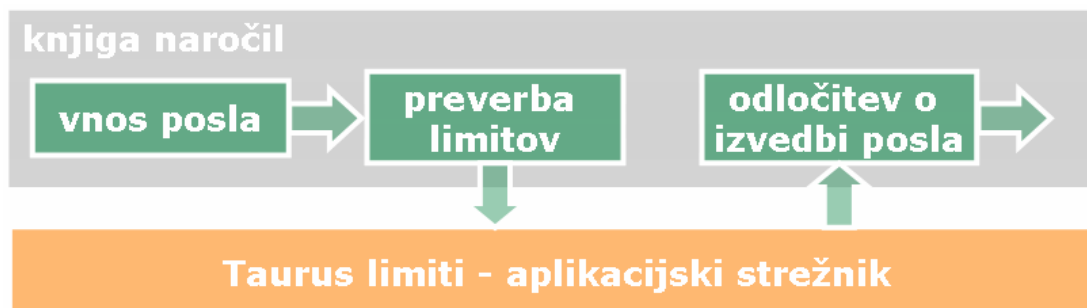 knjiga naročil
vnos posla
preverba
limitov
odločitev o
izvedbi posla
Taurus limiti - aplikacijski strežnik